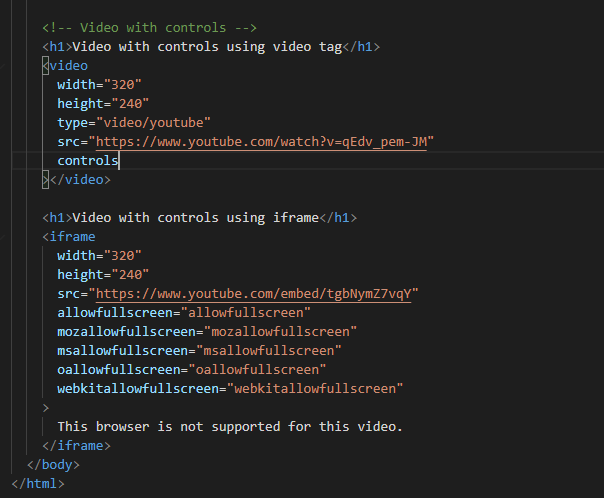 <!-- Video with controls -->
<h1>Video with controls using video tag</h1>
<video
width="320"
height="240"
type="video/youtube"
src="https://www.youtube.com/watch?v=qEdv_pem-JM"
controls
></video>
<h1>Video with controls using iframe</h1>
<iframe
width="320"
height="240"
src="https://www.youtube.com/embed/tgbNymZ7vqY"
allowfullscreen="allowfullscreen"
mozallowfullscreen="mozallowfullscreen"
msallowfullscreen="msallowfullscreen"
oallowfullscreen="oallowfullscreen"
webkitallowfullscreen="webkitallowfullscreen"
>
This browser is not supported for this video.
</iframe>
</body>
</html>